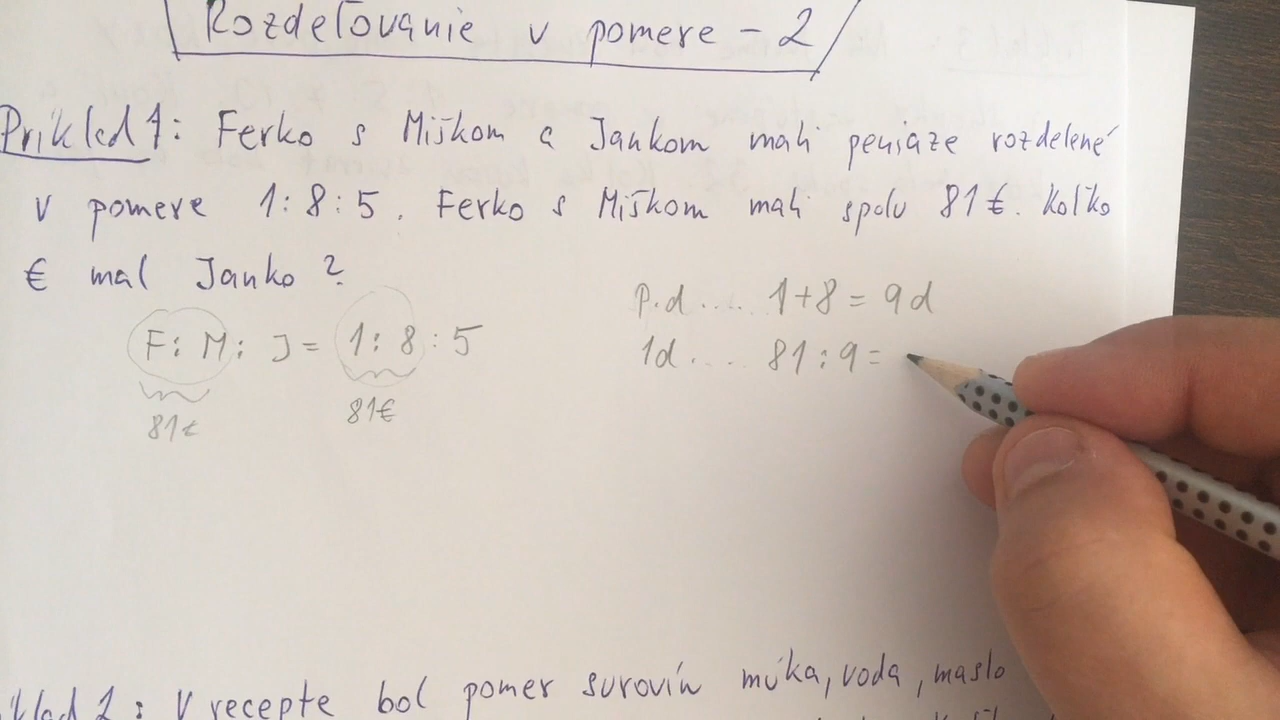 Rozdeľovanie v pomere - 2
Príklad 1: Ferko s Miškom a Jankom mali peniaze rozdelené
v pomere 1:8:5. Ferko s Miškom mali spolu 81€. Koľko
€ mal Janko?
F: M: J = 1:8:5
81€ 81€
p.d .... 1+8 = 9d
1d .... 81:9 =
klad 2: V recepte bol pomer surovín múka, voda, maslo